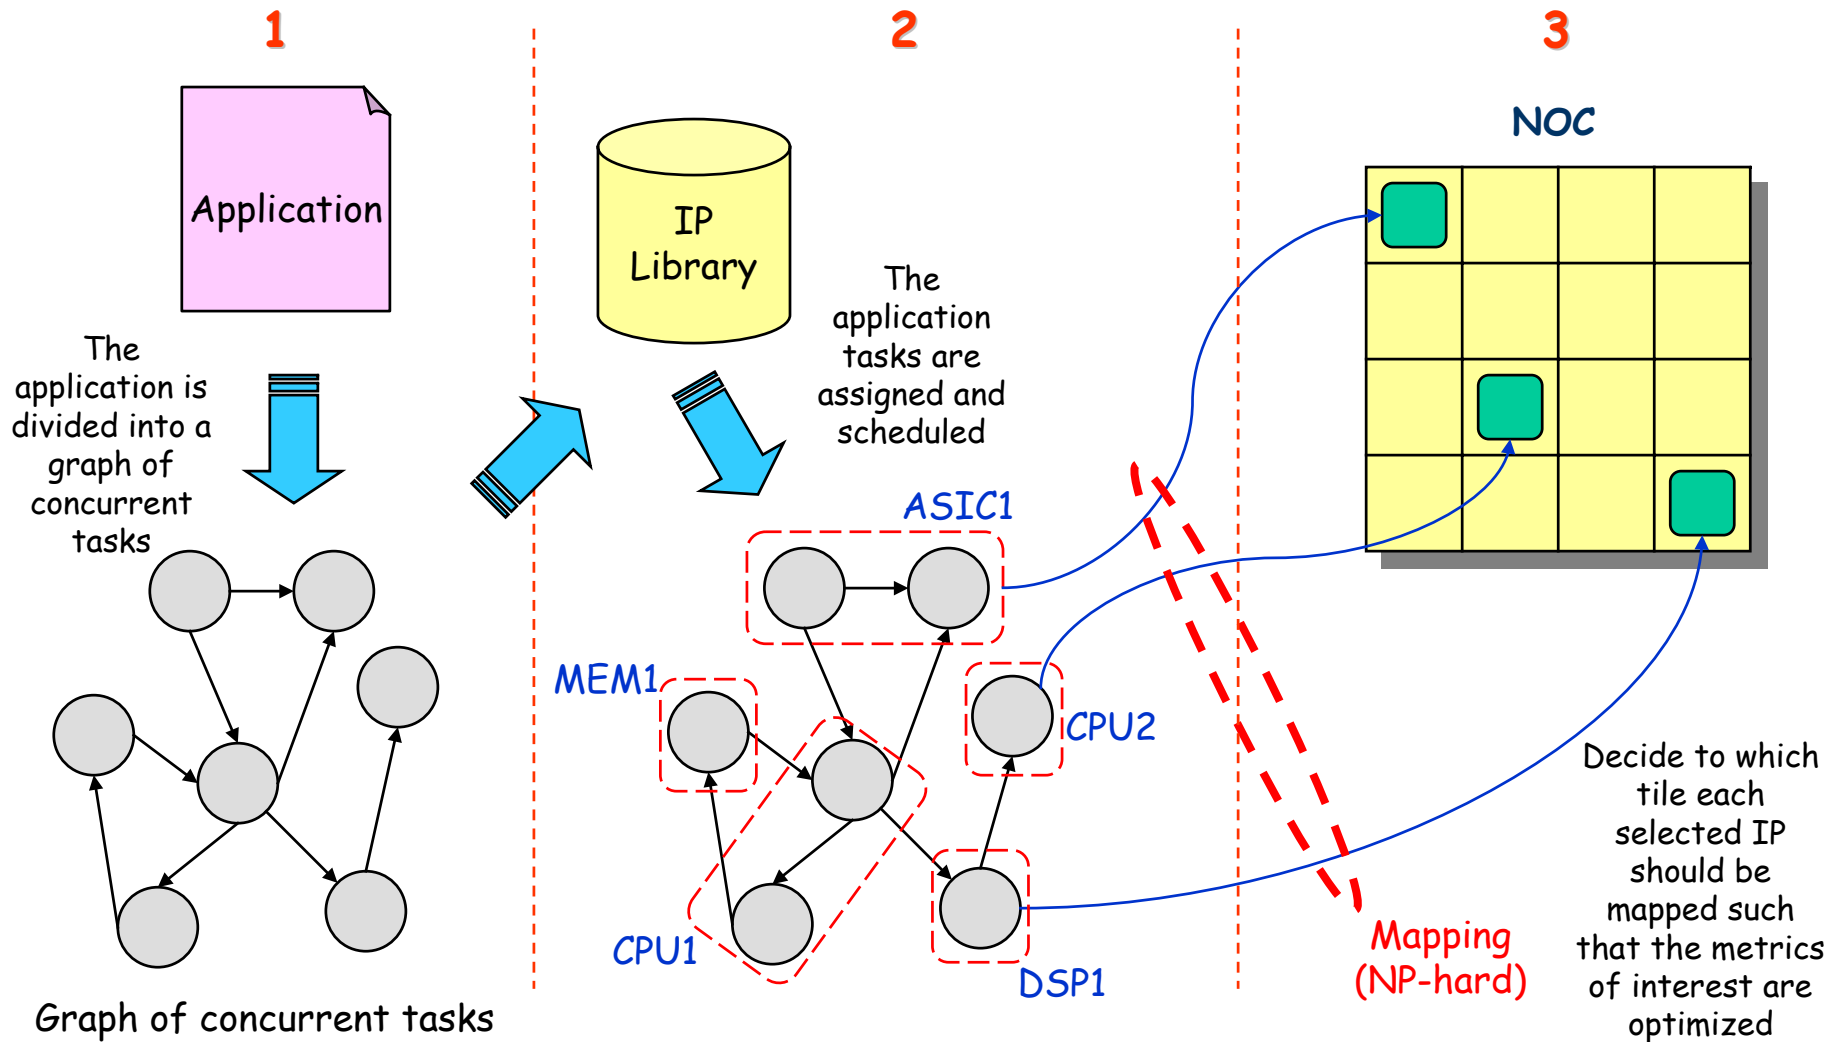 1
Application
The
application is
divided into a
graph of
concurrent
tasks
Graph of concurrent tasks
2
IP
Library
The
application
tasks are
assigned and
scheduled
ASIC1
MEM1
CPU2
CPU1
DSP1
3
NOC
Mapping
(NP-hard)
Decide to which
tile each
selected IP
should be
mapped such
that the metrics
of interest are
optimized